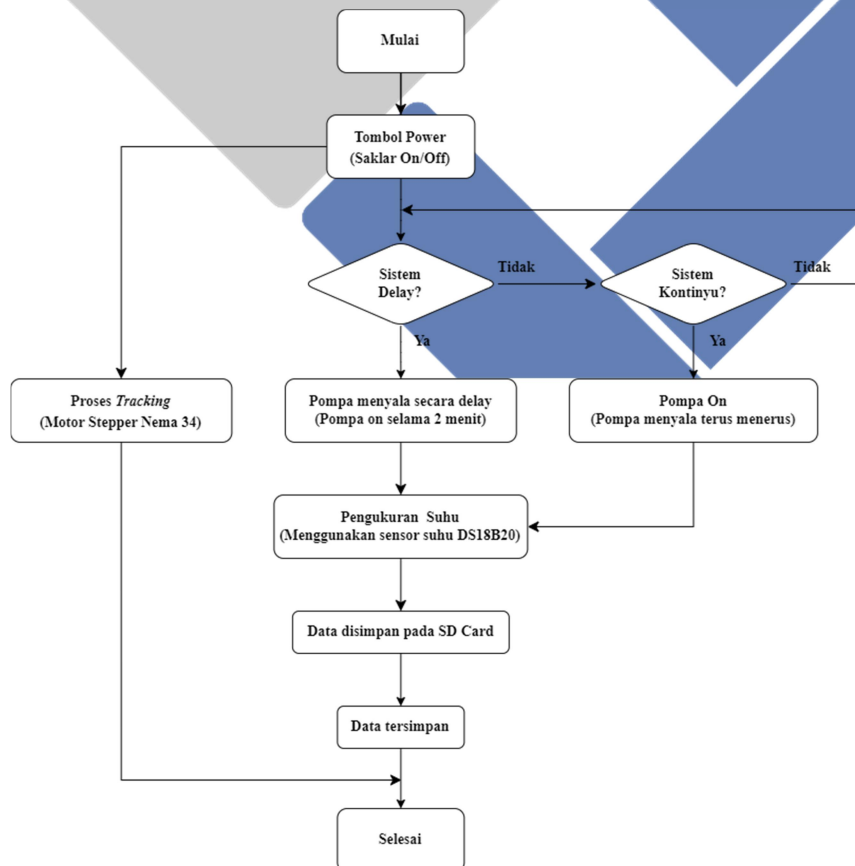 Mulai
Tombol Power
(Saklar On/Off)
Sistem
Delay?
Tidak
Sistem
Kontinyu?
Tidak
Ya
Ya
Proses Tracking
(Motor Stepper Nema 34)
Pompa menyala secara delay
(Pompa on selama 2 menit)
Pompa On
(Pompa menyala terus menerus)
Pengukuran Suhu
(Menggunakan sensor suhu DS18B20)
Data disimpan pada SD Card
Data tersimpan
Selesai